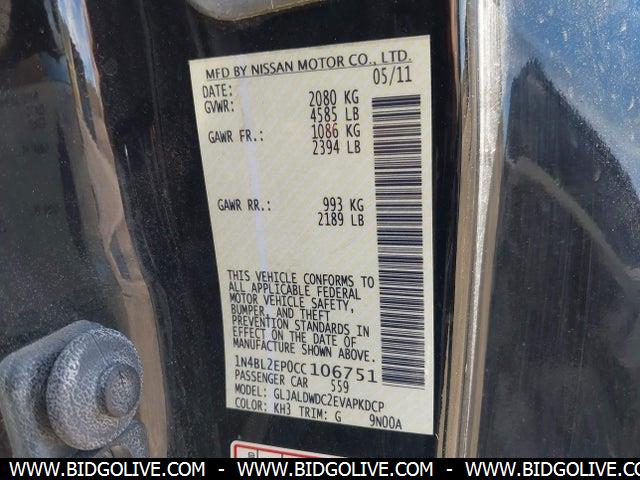 MFD BY NISSAN MOTOR CO., LTD.
DATE: 05/11
GVWR: 2080 KG
4585 LB
GAWR FR.: 1086 KG
2394 LB
GAWR RR.: 993 KG
2189 LB
THIS VEHICLE CONFORMS TO
ALL APPLICABLE FEDERAL
MOTOR VEHICLE SAFETY,
BUMPER, AND THEFT
PREVENTION STANDARDS IN
EFFECT ON THE DATE OF
MANUFACTURE SHOWN ABOVE.
1N4BL2EP0CC 106751
PASSENGER CAR 559
MODEL: GLJALDWDC2EVAPKDCP
COLOR: KH3 TRIM: G 9N00A
WWW.BIDGOLIVE.COM - WWW.BIDGOLIVE.COM - WWW.BIDGOLIVE.COM